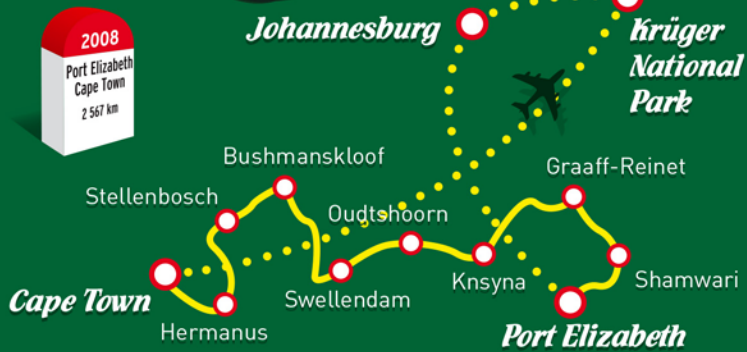 2008
Port Elizabeth
Cape Town
2 567 km
Johannesburg
Krüger
National
Park
Bushmanskloof
Graaff-Reinet
Stellenbosch
Oudtshoorn
Knsyna
Shamwari
Swellendam
Cape Town
Hermanus
Port Elizabeth